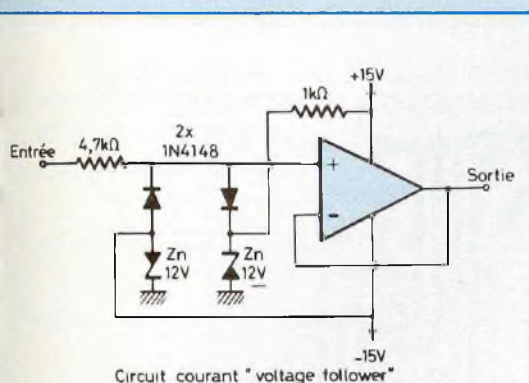 +15V
1kΩ
2x
4,7kΩ
1N4148
Entrée
+
Sortie
-
Zn
12V
Zn
12V
-15V
Circuit courant "voltage follower"